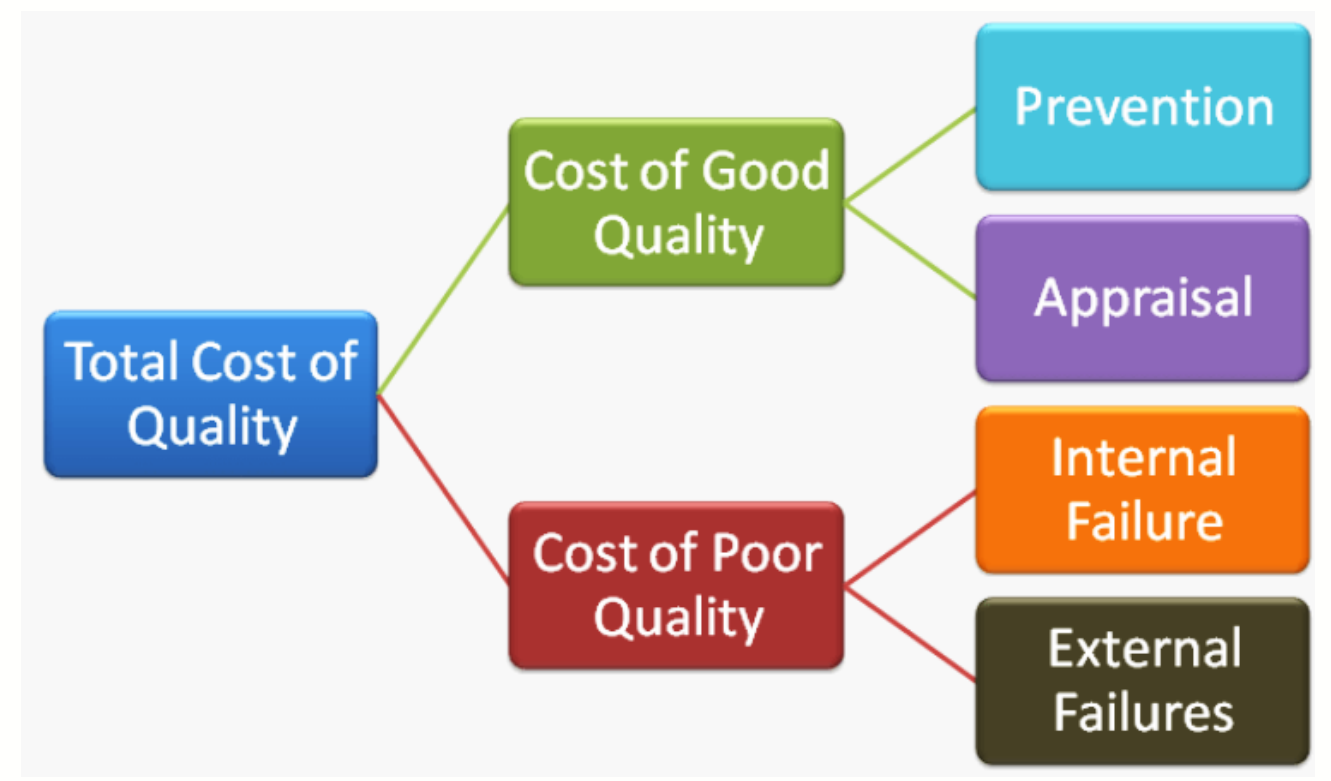 Total Cost of
Quality
Cost of Good
Quality
Prevention
Appraisal
Cost of Poor
Quality
Internal
Failure
External
Failures